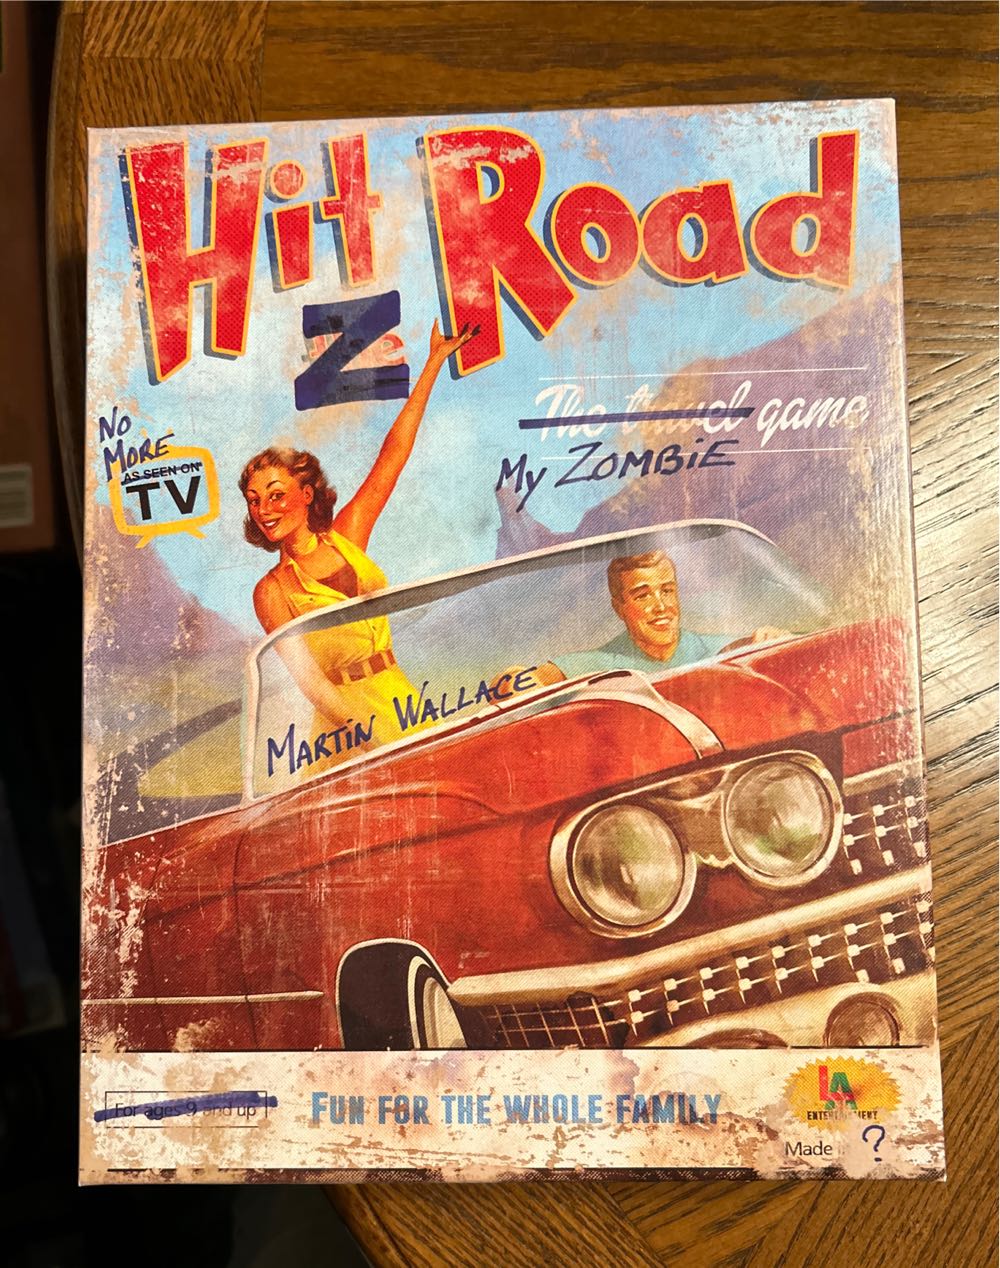 Hit Road
Z
The travel game
My ZOMBiE
NO
MORE
AS SEEN ON
TV
MARTiN WALLACE
For ages 9 and up
FUN FOR THE WHOLE FAMILY
LA
ENTERTAINMENT
Made ?